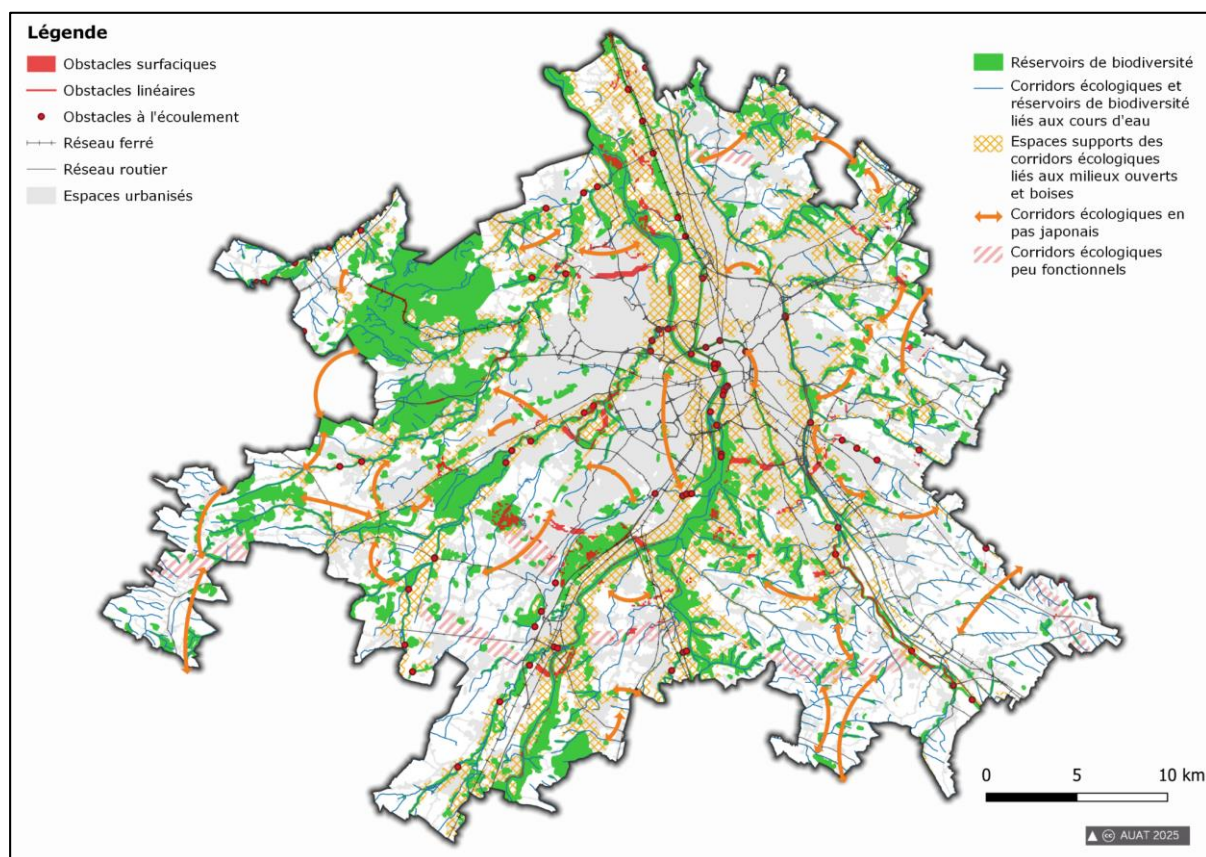 Légende
Obstacles surfaciques
Obstacles linéaires
Obstacles à l'écoulement
Réseau ferré
Réseau routier
Espaces urbanisés
Réservoirs de biodiversité
Corridors écologiques et
réservoirs de biodiversité
liés aux cours d'eau
Espaces supports des
corridors écologiques
liés aux milieux ouverts
et boises
Corridors écologiques en
pas japonais
Corridors écologiques
peu fonctionnels
0 5 10 km
cc AUAT 2025